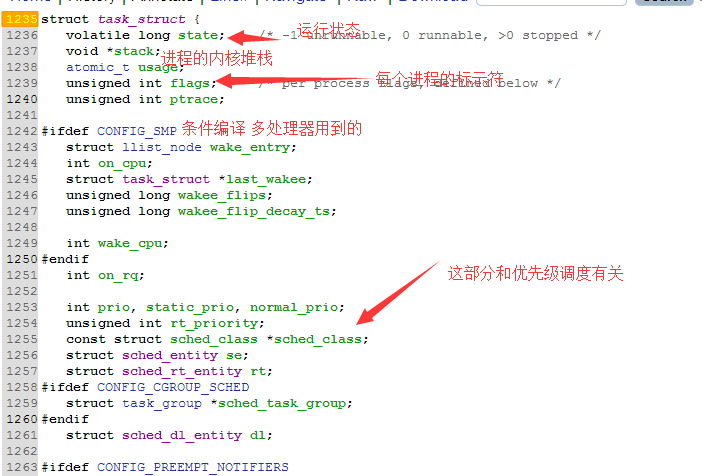 1235 struct task_struct {
1236 volatile long state; /* -1 unrunnable, 0 runnable, >0 stopped */ 运行状态
1237 void *stack; 进程的内核堆栈
1238 atomic_t usage;
1239 unsigned int flags; /* per process flags, defined below */ 每个进程的标示符
1240 unsigned int ptrace;
1241
1242 #ifdef CONFIG_SMP 条件编译 多处理器用到的
1243 struct llist_node wake_entry;
1244 int on_cpu;
1245 struct task_struct *last_wakee;
1246 unsigned long wakee_flips;
1247 unsigned long wakee_flip_decay_ts;
1248
1249 int wake_cpu;
1250 #endif
1251 int on_rq; 这部分和优先级调度有关
1252
1253 int prio, static_prio, normal_prio;
1254 unsigned int rt_priority;
1255 const struct sched_class *sched_class;
1256 struct sched_entity se;
1257 struct sched_rt_entity rt;
1258 #ifdef CONFIG_CGROUP_SCHED
1259 struct task_group *sched_task_group;
1260 #endif
1261 struct sched_dl_entity dl;
1262
1263 #ifdef CONFIG_PREEMPT_NOTIFIERS